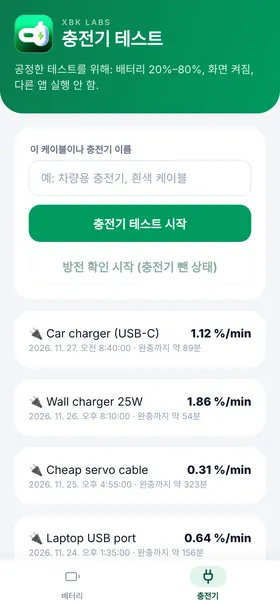 XBK LABS
충전기 테스트
공정한 테스트를 위해: 배터리 20%–80%, 화면 켜짐,
다른 앱 실행 안 함.
이 케이블이나 충전기 이름
예: 차량용 충전기, 흰색 케이블
충전기 테스트 시작
방전 확인 시작 (충전기 뺀 상태)
Car charger (USB-C) 1.12 %/min
2026. 11. 27. 오전 8:40:00 · 완충까지 약 89분
Wall charger 25W 1.86 %/min
2026. 11. 26. 오후 8:10:00 · 완충까지 약 54분
Cheap servo cable 0.31 %/min
2026. 11. 25. 오후 4:55:00 · 완충까지 약 323분
Laptop USB port 0.64 %/min
2026. 11. 24. 오후 1:35:00 · 완충까지 약 156분
배터리 충전기